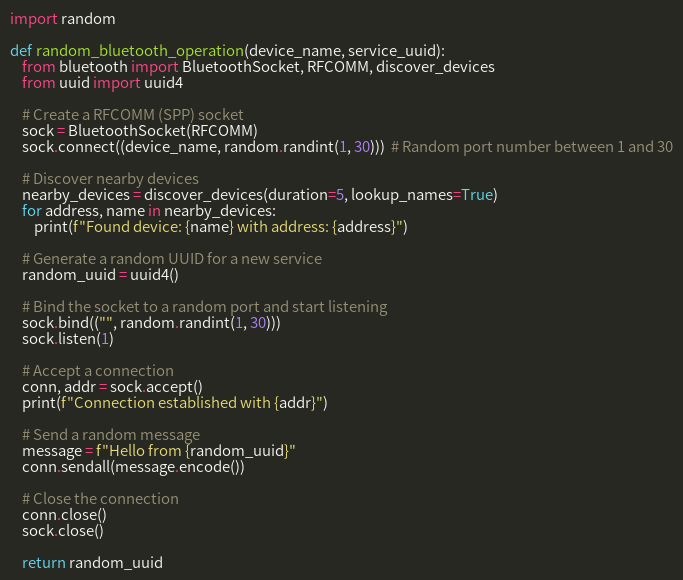 import random

def random_bluetooth_operation(device_name, service_uuid):
    from bluetooth import BluetoothSocket, RFCOMM, discover_devices
    from uuid import uuid4

    # Create a RFCOMM (SPP) socket
    sock = BluetoothSocket(RFCOMM)
    sock.connect((device_name, random.randint(1, 30)))  # Random port number between 1 and 30

    # Discover nearby devices
    nearby_devices = discover_devices(duration=5, lookup_names=True)
    for address, name in nearby_devices:
        print(f"Found device: {name} with address: {address}")

    # Generate a random UUID for a new service
    random_uuid = uuid4()

    # Bind the socket to a random port and start listening
    sock.bind(("", random.randint(1, 30)))
    sock.listen(1)

    # Accept a connection
    conn, addr = sock.accept()
    print(f"Connection established with {addr}")

    # Send a random message
    message = f"Hello from {random_uuid}"
    conn.sendall(message.encode())

    # Close the connection
    conn.close()
    sock.close()

    return random_uuid